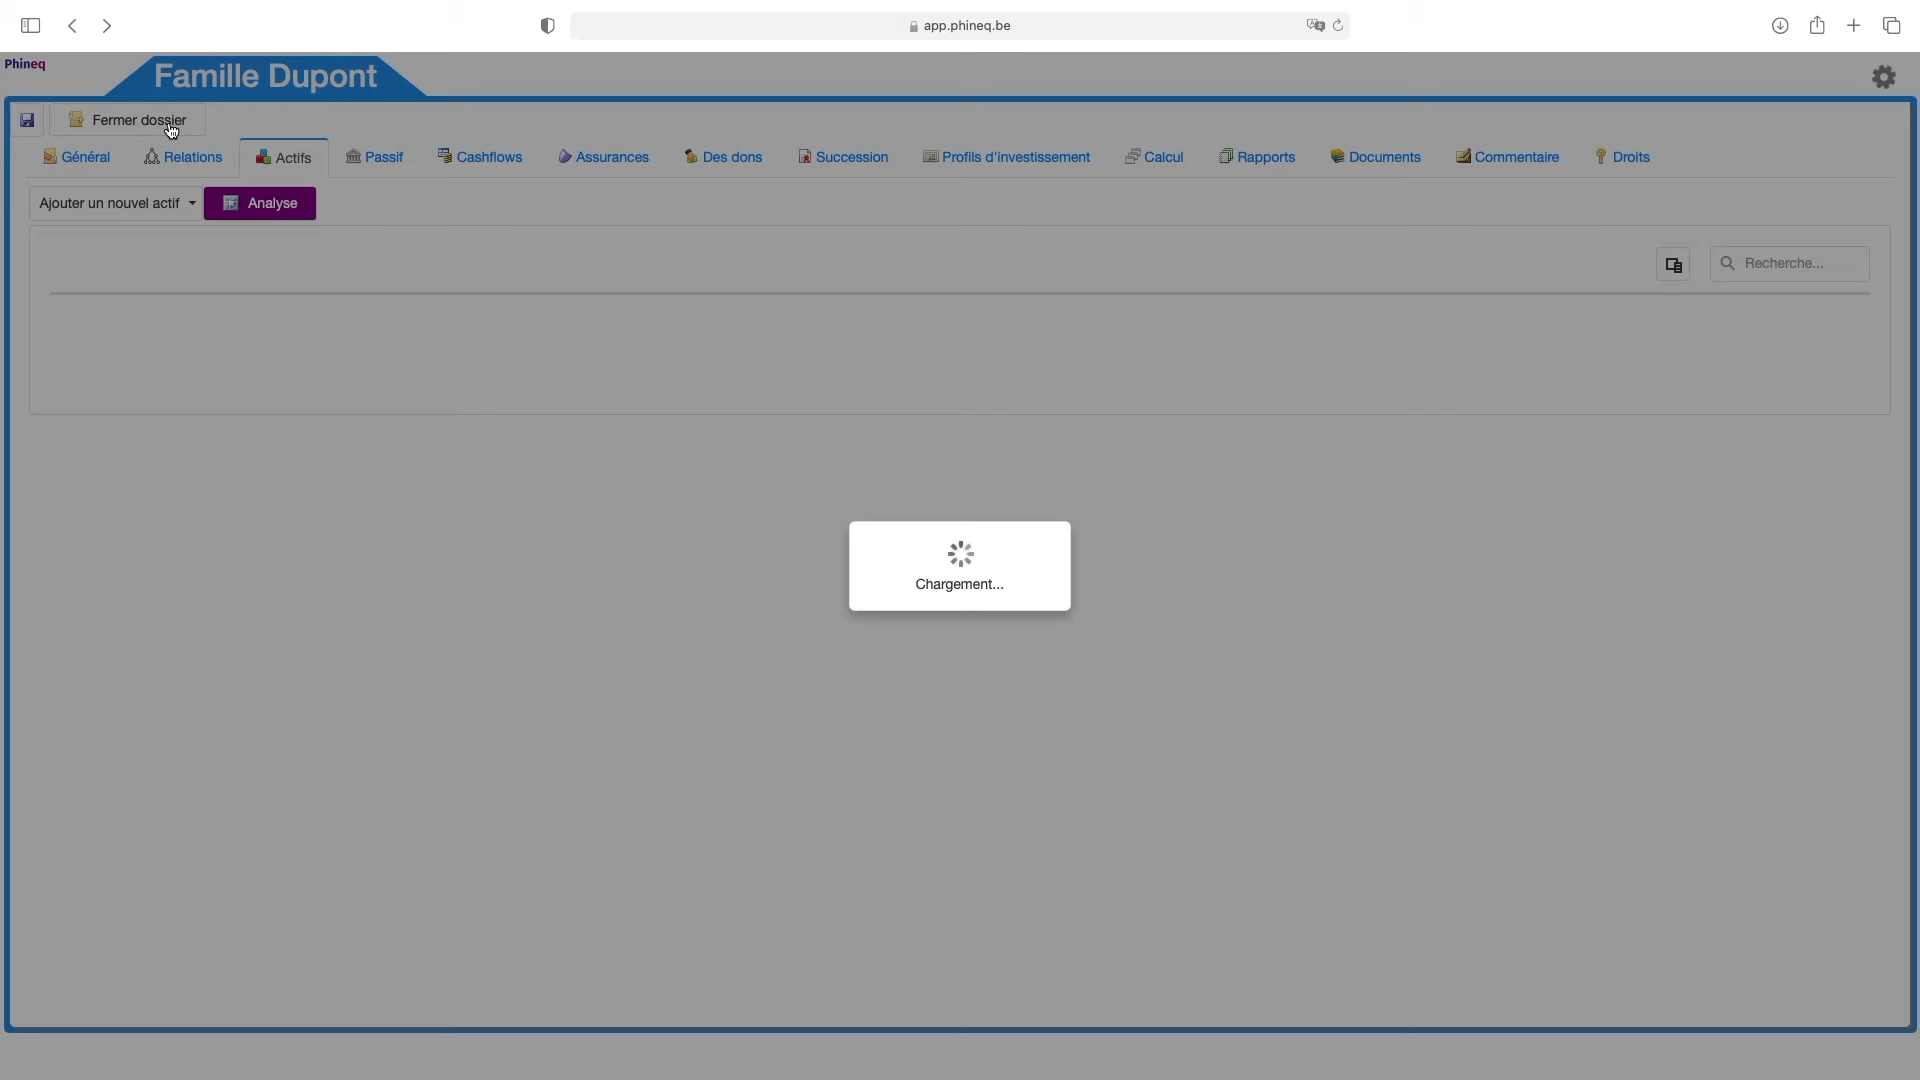 app.phineq.be
Phineq
Famille Dupont
Fermer dossier
Général Relations Actifs Passif Cashflows Assurances Des dons Succession Profils d'investissement Calcul Rapports Documents Commentaire Droits
Ajouter un nouvel actif Analyse
Recherche...
Chargement...